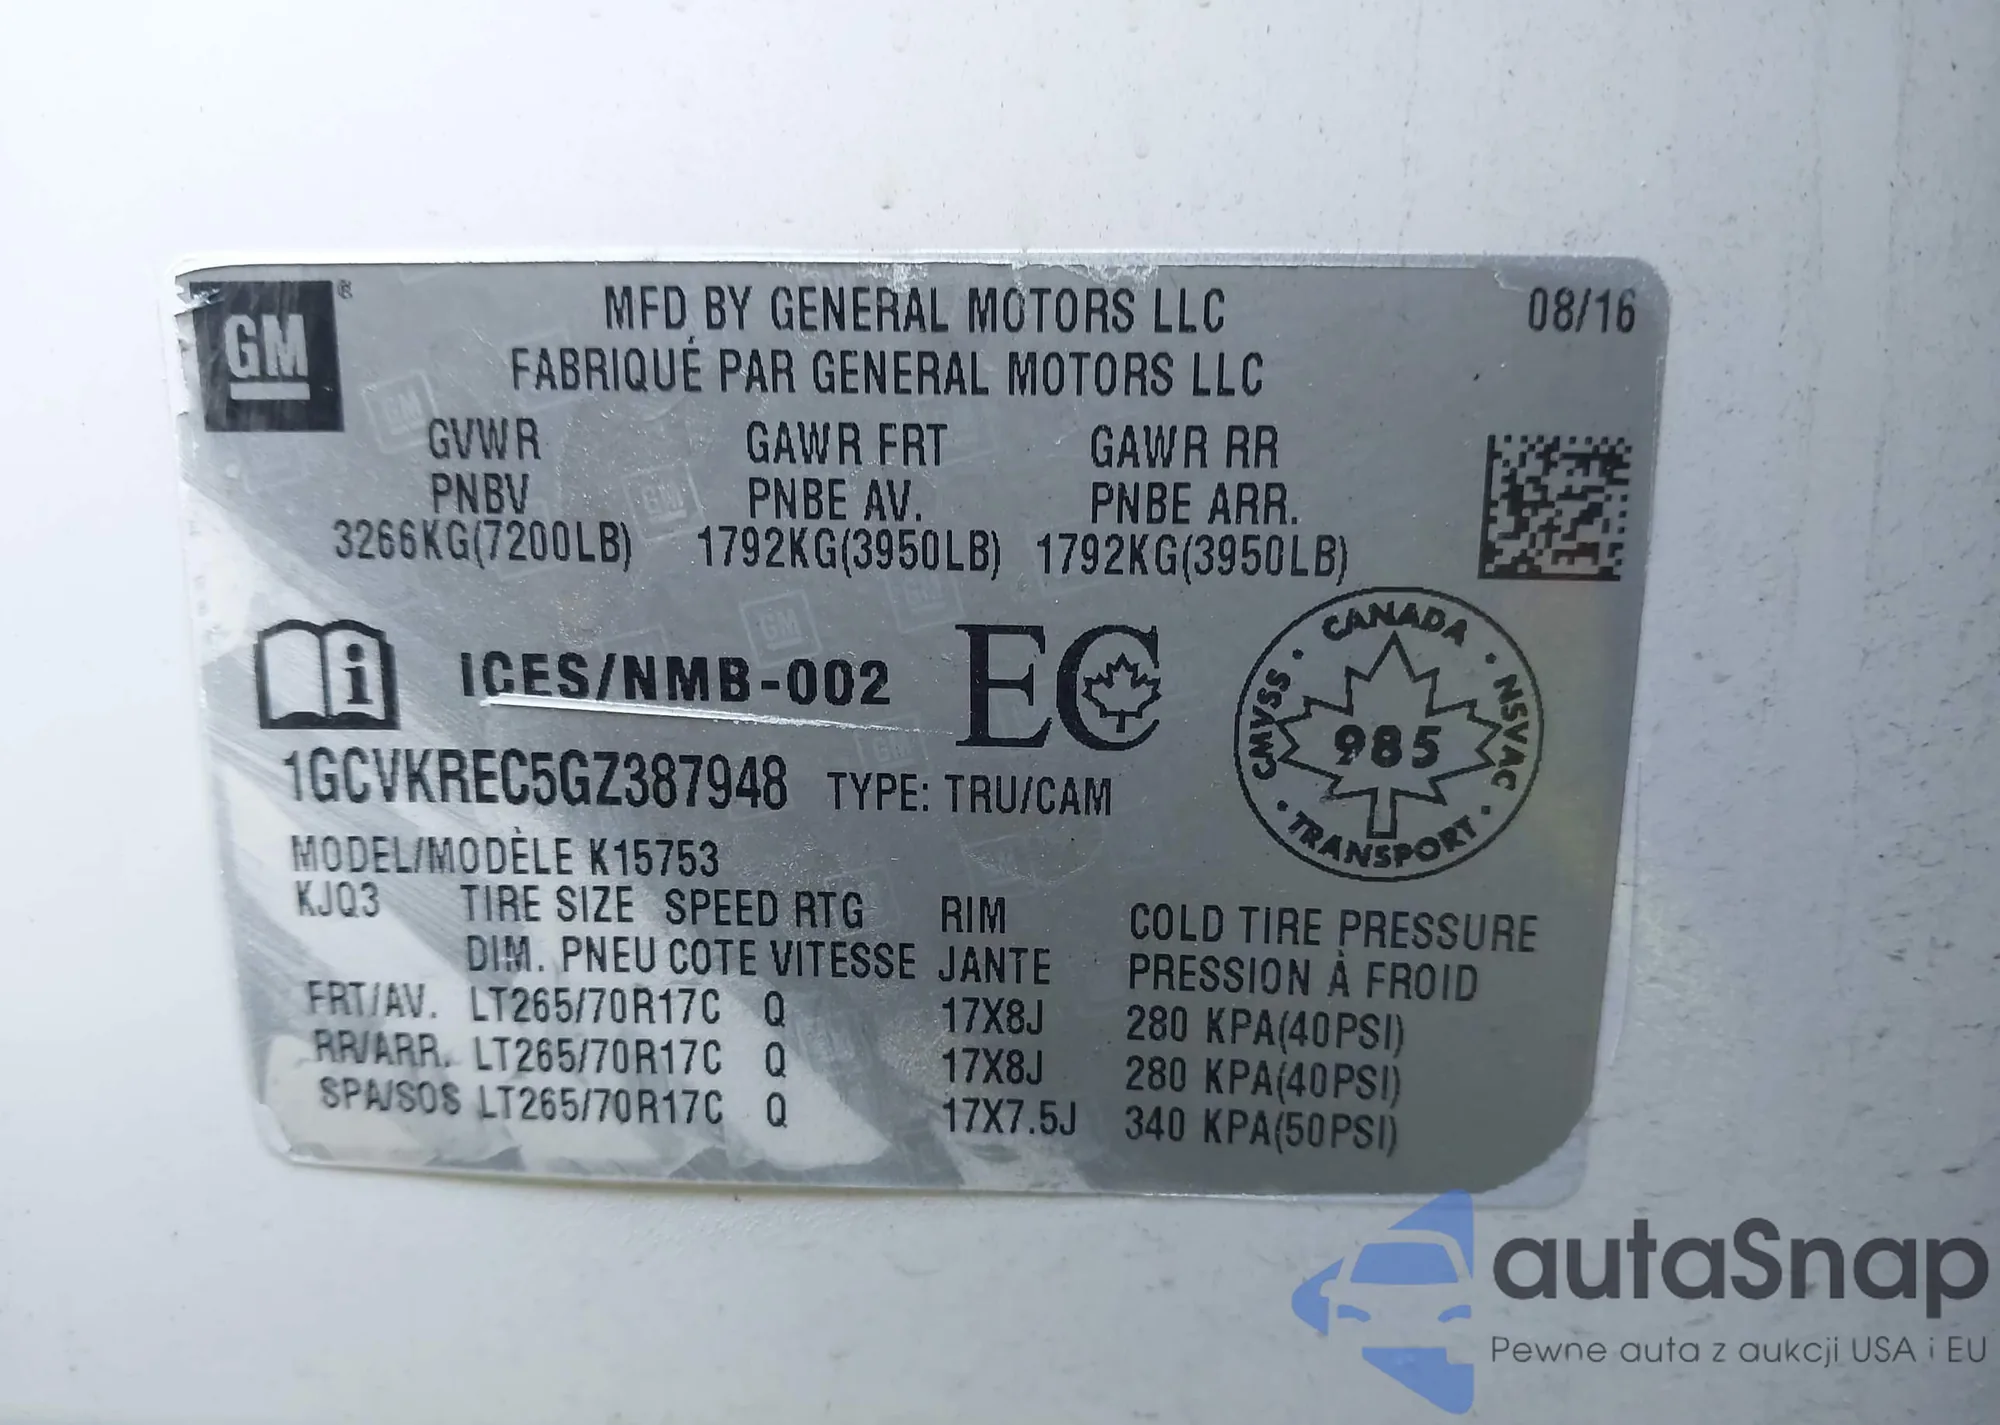 GM®
MFD BY GENERAL MOTORS LLC
08/16
FABRIQUÉ PAR GENERAL MOTORS LLC
GVWR GAWR FRT GAWR RR
PNBV PNBE AV. PNBE ARR.
3266KG(7200LB) 1792KG(3950LB) 1792KG(3950LB)
i ICES/NMB-002 EC
CANADA
CMVSS · NSVAC
985
TRANSPORT
1GCVKREC5GZ387948 TYPE: TRU/CAM
MODEL/MODÈLE K15753
KJQ3 TIRE SIZE SPEED RTG RIM COLD TIRE PRESSURE
DIM. PNEU COTE VITESSE JANTE PRESSION À FROID
FRT/AV. LT265/70R17C Q 17X8J 280 KPA(40PSI)
RR/ARR. LT265/70R17C Q 17X8J 280 KPA(40PSI)
SPA/SOS LT265/70R17C Q 17X7.5J 340 KPA(50PSI)
autaSnap
Pewne auta z aukcji USA i EU